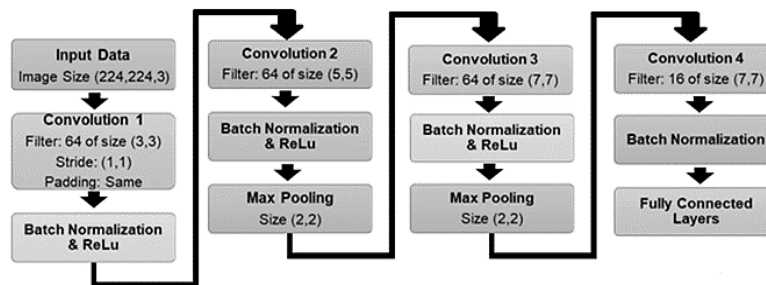 Input Data
Image Size (224,224,3)
Convolution 1
Filter: 64 of size (3,3)
Stride: (1,1)
Padding: Same
Batch Normalization
& ReLu
Convolution 2
Filter: 64 of size (5,5)
Batch Normalization
& ReLu
Max Pooling
Size (2,2)
Convolution 3
Filter: 64 of size (7,7)
Batch Normalization
& ReLu
Max Pooling
Size (2,2)
Convolution 4
Filter: 16 of size (7,7)
Batch Normalization
Fully Connected
Layers